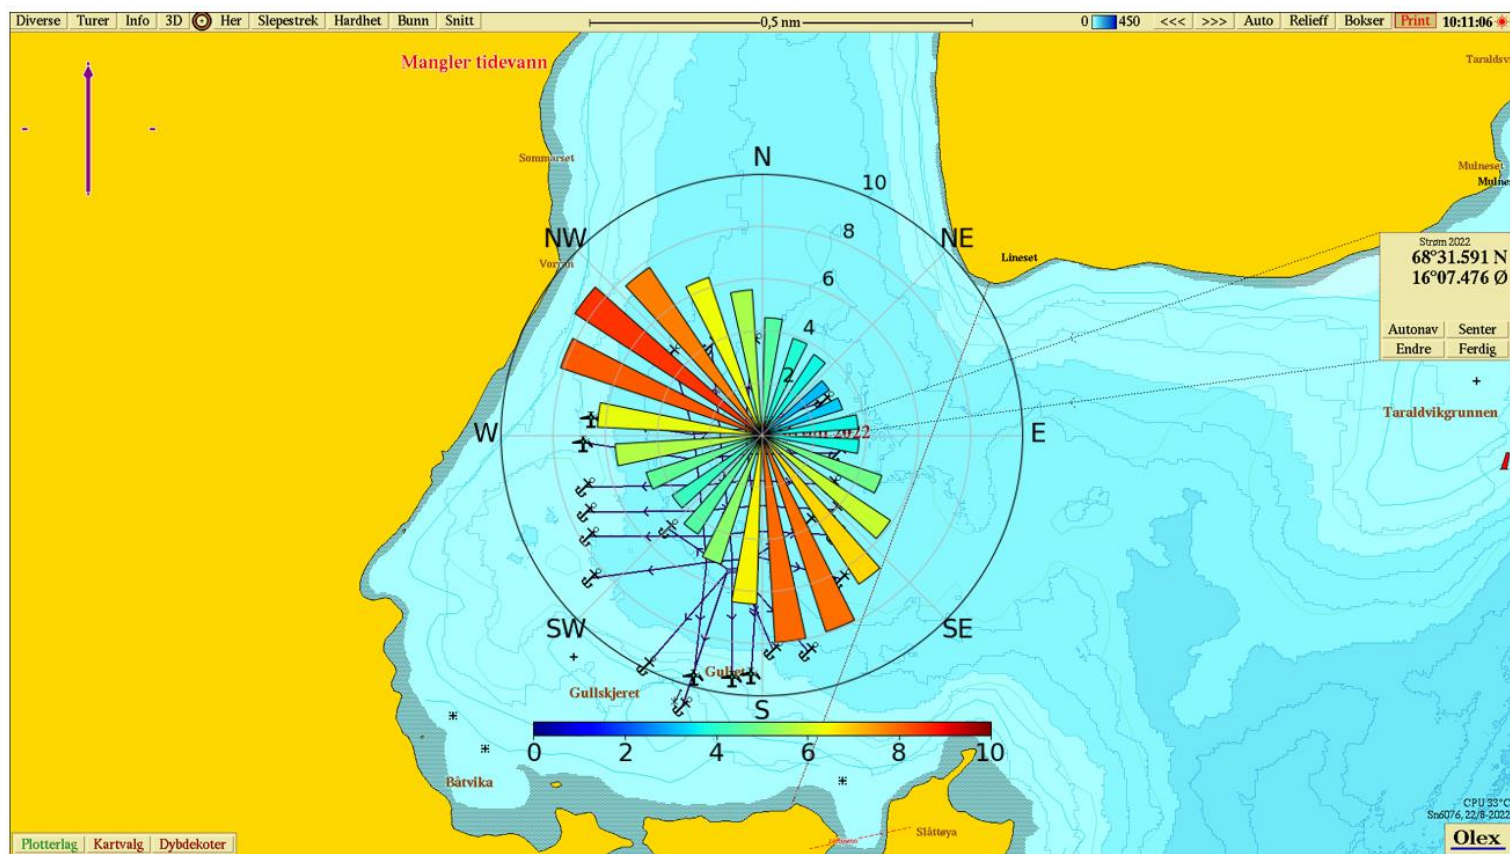 Diverse Turer Info 3D Her Slepestrek Hardhet Bunn Snitt 0,5 nm 0 450 <<< >>> Auto Relieff Bokser Print 10:11:06
Mangler tidevann
Taraldsv
Sommarset
N
Mulneset
Mulne
10
8
NW
NE
Strøm 2022
68°31.591 N
16°07.476 Ø
Lineset
6
Autonav Senter
Endre Ferdig
4
2
Taraldvikgrunnen
W
2022
E
SW
SE
Gullskjeret
S
0 2 4 6 8 10
Båtvika
CPU 33°C
Sn6076, 22/8-2022
Slåttøya
Olex
Plotterlag Kartvalg Dybdekoter